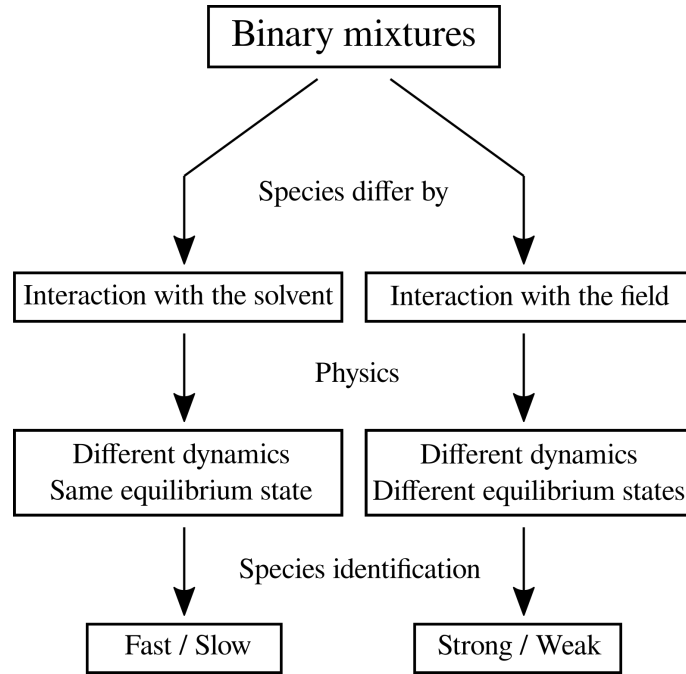 Binary mixtures
Species differ by
Interaction with the solvent
Interaction with the field
Physics
Different dynamics
Same equilibrium state
Different dynamics
Different equilibrium states
Species identification
Fast / Slow
Strong / Weak